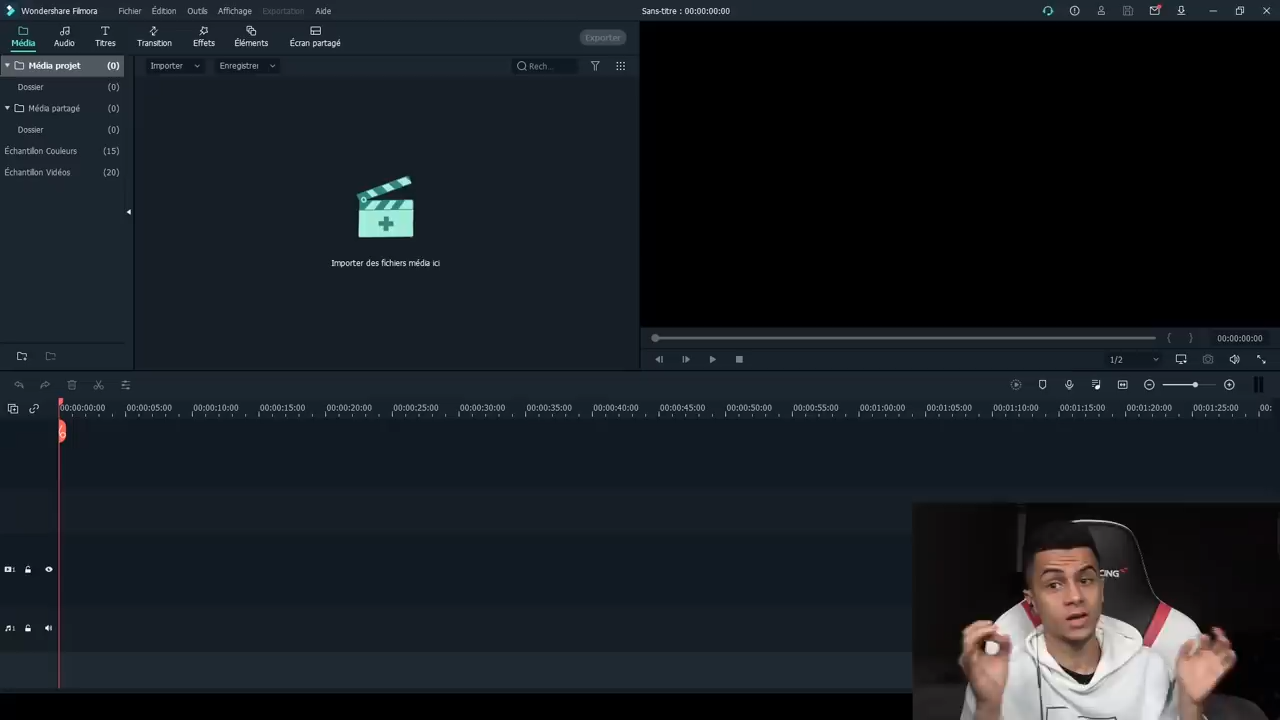 Wondershare Filmora
Fichier
Édition
Outils
Affichage
Exportation
Aide
Sans-titre : 00:00:00:00
Média
Audio
Titres
Transition
Effets
Éléments
Écran partagé
Exporter
Média projet (0)
Dossier (0)
Média partagé (0)
Dossier (0)
Échantillon Couleurs (15)
Échantillon Vidéos (20)
Importer
Enregistrer
Rech...
Importer des fichiers média ici
{ }
00:00:00:00
1/2
00:00:00:00 00:00:05:00 00:00:10:00 00:00:15:00 00:00:20:00 00:00:25:00 00:00:30:00 00:00:35:00 00:00:40:00 00:00:45:00 00:00:50:00 00:00:55:00 00:01:00:00 00:01:05:00 00:01:10:00 00:01:15:00 00:01:20:00 00:01:25:00 00:
1
1